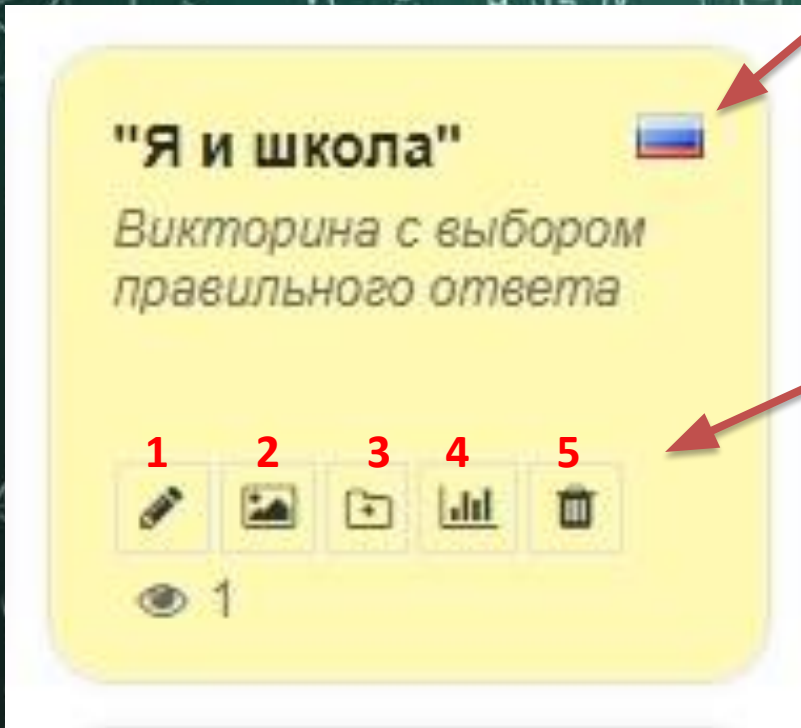 "Я и школа"
Викторина с выбором
правильного ответа
1 2 3 4 5
1